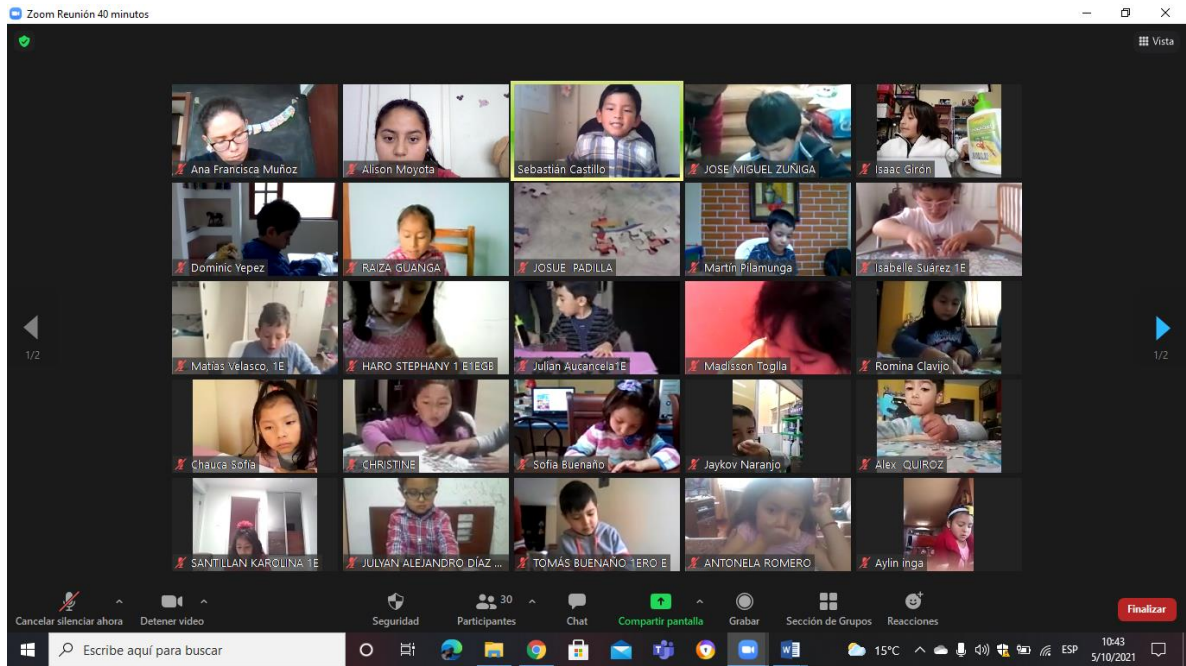 Zoom Reunión 40 minutos
Vista
Ana Francisca Muñoz
Alison Moyota
Sebastián Castillo
JOSE MIGUEL ZUÑIGA
Isaac Girón
Dominic Yepez
RAIZA GUANGA
JOSUE PADILLA
Martín Pilamunga
Isabelle Suárez 1E
Matías Velasco, 1E
HARO STEPHANY 1 E1EGB
Julian Aucancela1E
Madisson Toglla
Romina Clavijo
1/2
1/2
Chauca Sofía
CHRISTINE
Sofia Buenaño
Jaykov Naranjo
Alex QUIROZ
SANTILLAN KAROLINA 1E
JULYAN ALEJANDRO DÍAZ ...
TOMÁS BUENAÑO 1ERO E
ANTONELA ROMERO
Aylin inga
Cancelar silenciar ahora
Detener video
Seguridad
30
Participantes
Chat
Compartir pantalla
Grabar
Sección de Grupos
Reacciones
Finalizar
Escribe aquí para buscar
15°C
ESP
10:43
5/10/2021